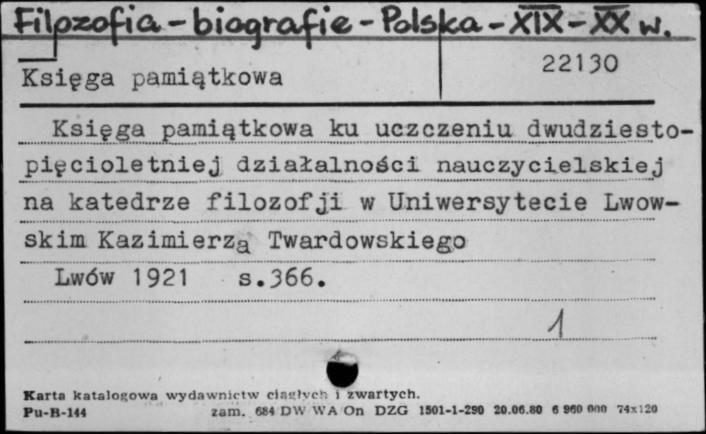 Filozofia - biografie - Polska - XIX - XX w.
Księga pamiątkowa 22130
Księga pamiątkowa ku uczczeniu dwudziesto-
pięcioletniej działalności nauczycielskiej
na katedrze filozofji w Uniwersytecie Lwow-
skim Kazimierzą Twardowskiego
Lwów 1921 s.366.
1
Karta katalogowa wydawnictw ciągłych i zwartych.
Pu-B-144 zam. 684 DW WA On DZG 1501-1-290 20.06.80 6 960 000 74x120